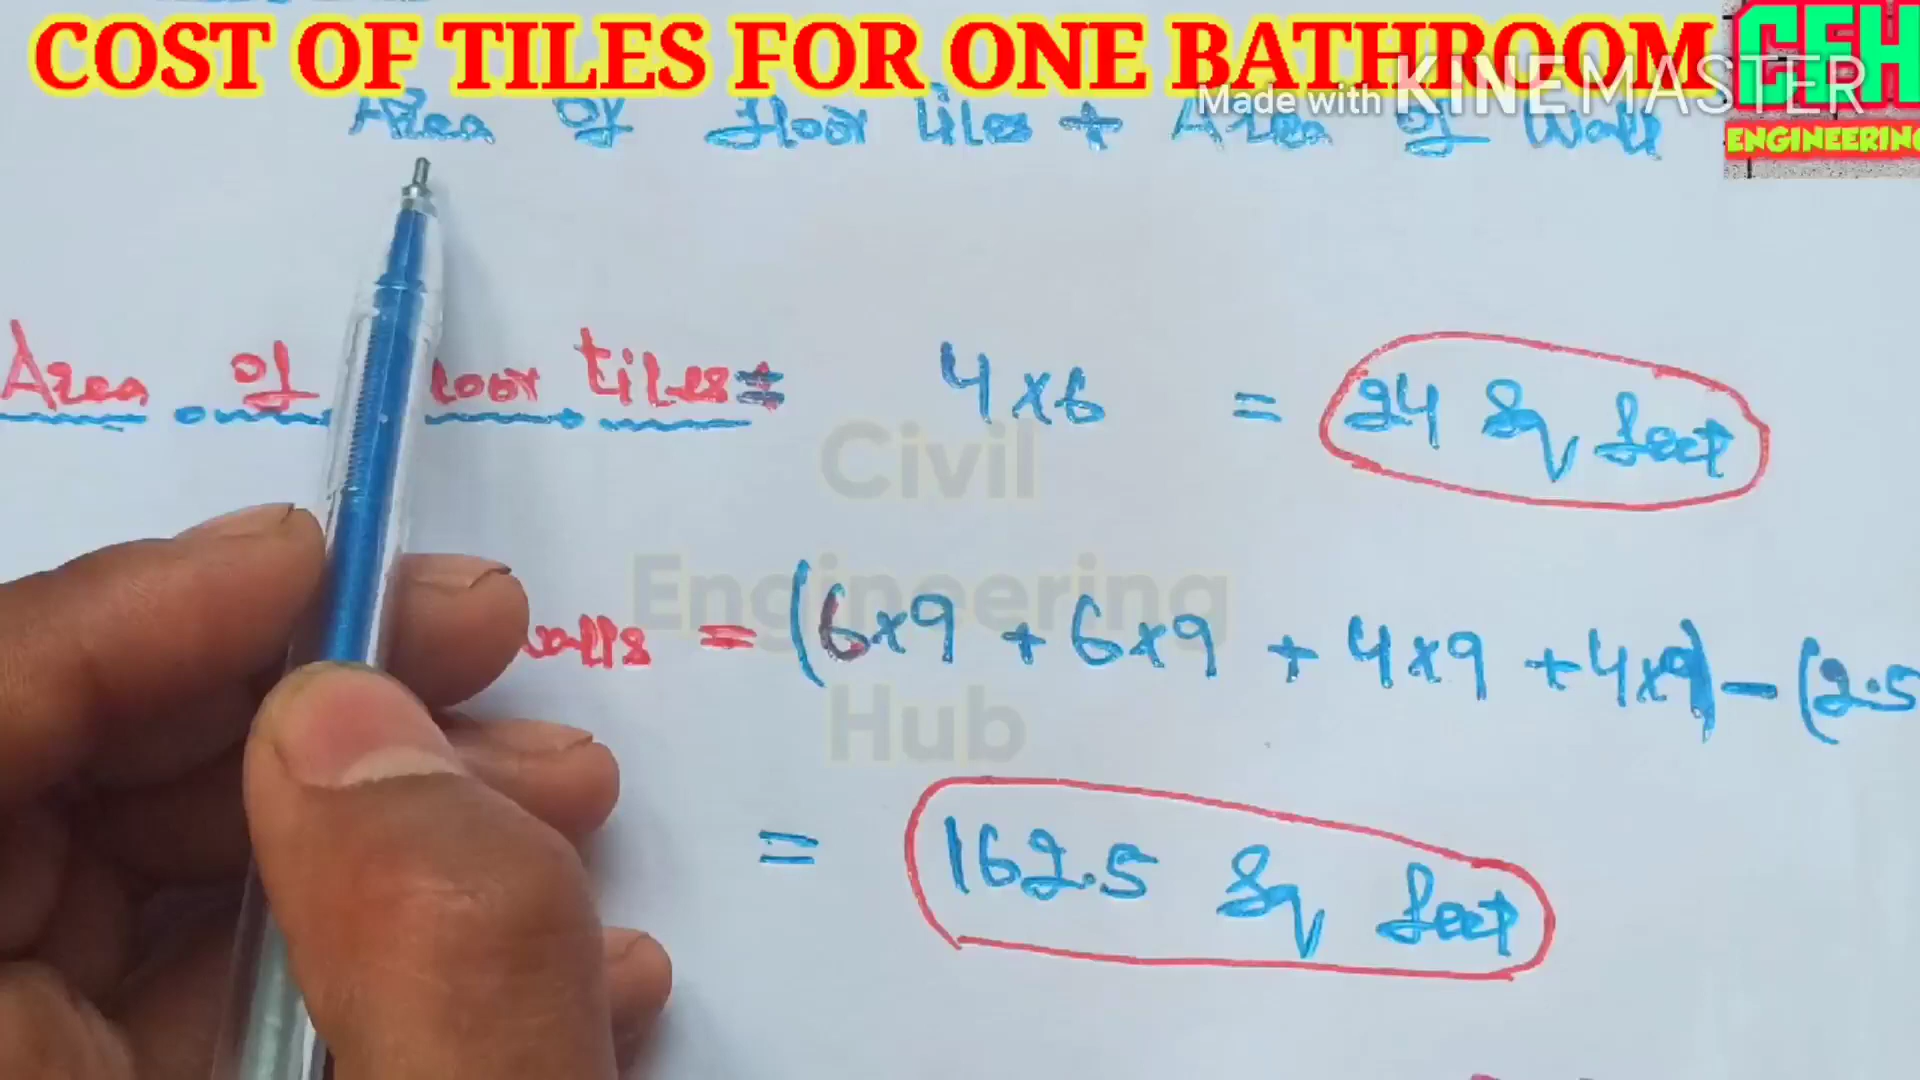 COST OF TILES FOR ONE BATHROOM
CEH
Made with KINEMASTER
ENGINEERING
Area of floor tiles + Area of wall
Area of loor tiles = 4x6 = 24 Sq feet
Civil
Engineering
Hub
walls = (6x9 + 6x9 + 4x9 + 4x9) - (2.5
= 162.5 Sq feet